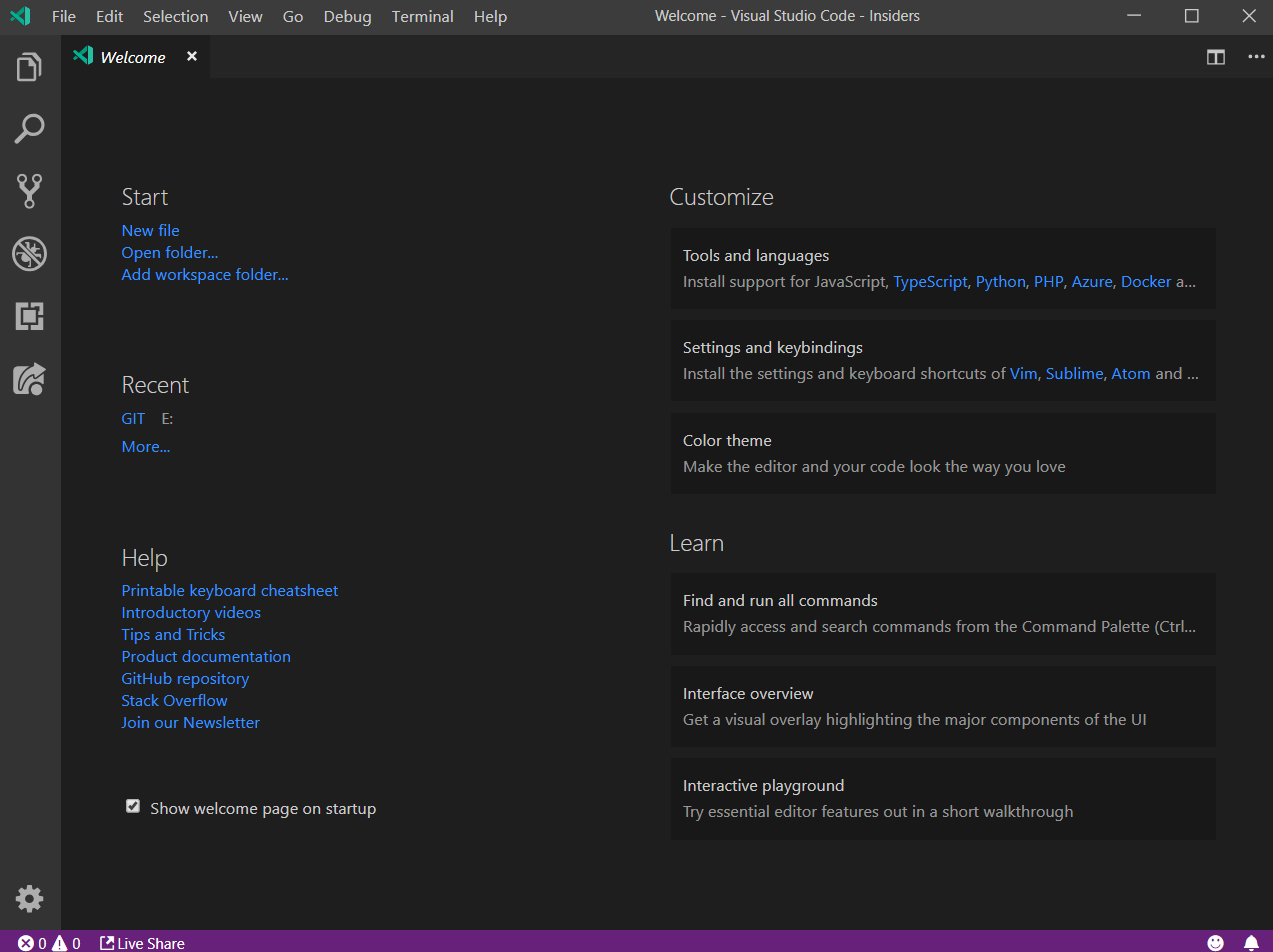 File Edit Selection View Go Debug Terminal Help Welcome - Visual Studio Code - Insiders
Welcome
Start
New file
Open folder...
Add workspace folder...
Recent
GIT E:
More...
Help
Printable keyboard cheatsheet
Introductory videos
Tips and Tricks
Product documentation
GitHub repository
Stack Overflow
Join our Newsletter
Show welcome page on startup
Customize
Tools and languages
Install support for JavaScript, TypeScript, Python, PHP, Azure, Docker a...
Settings and keybindings
Install the settings and keyboard shortcuts of Vim, Sublime, Atom and ...
Color theme
Make the editor and your code look the way you love
Learn
Find and run all commands
Rapidly access and search commands from the Command Palette (Ctrl...
Interface overview
Get a visual overlay highlighting the major components of the UI
Interactive playground
Try essential editor features out in a short walkthrough
0 0 Live Share